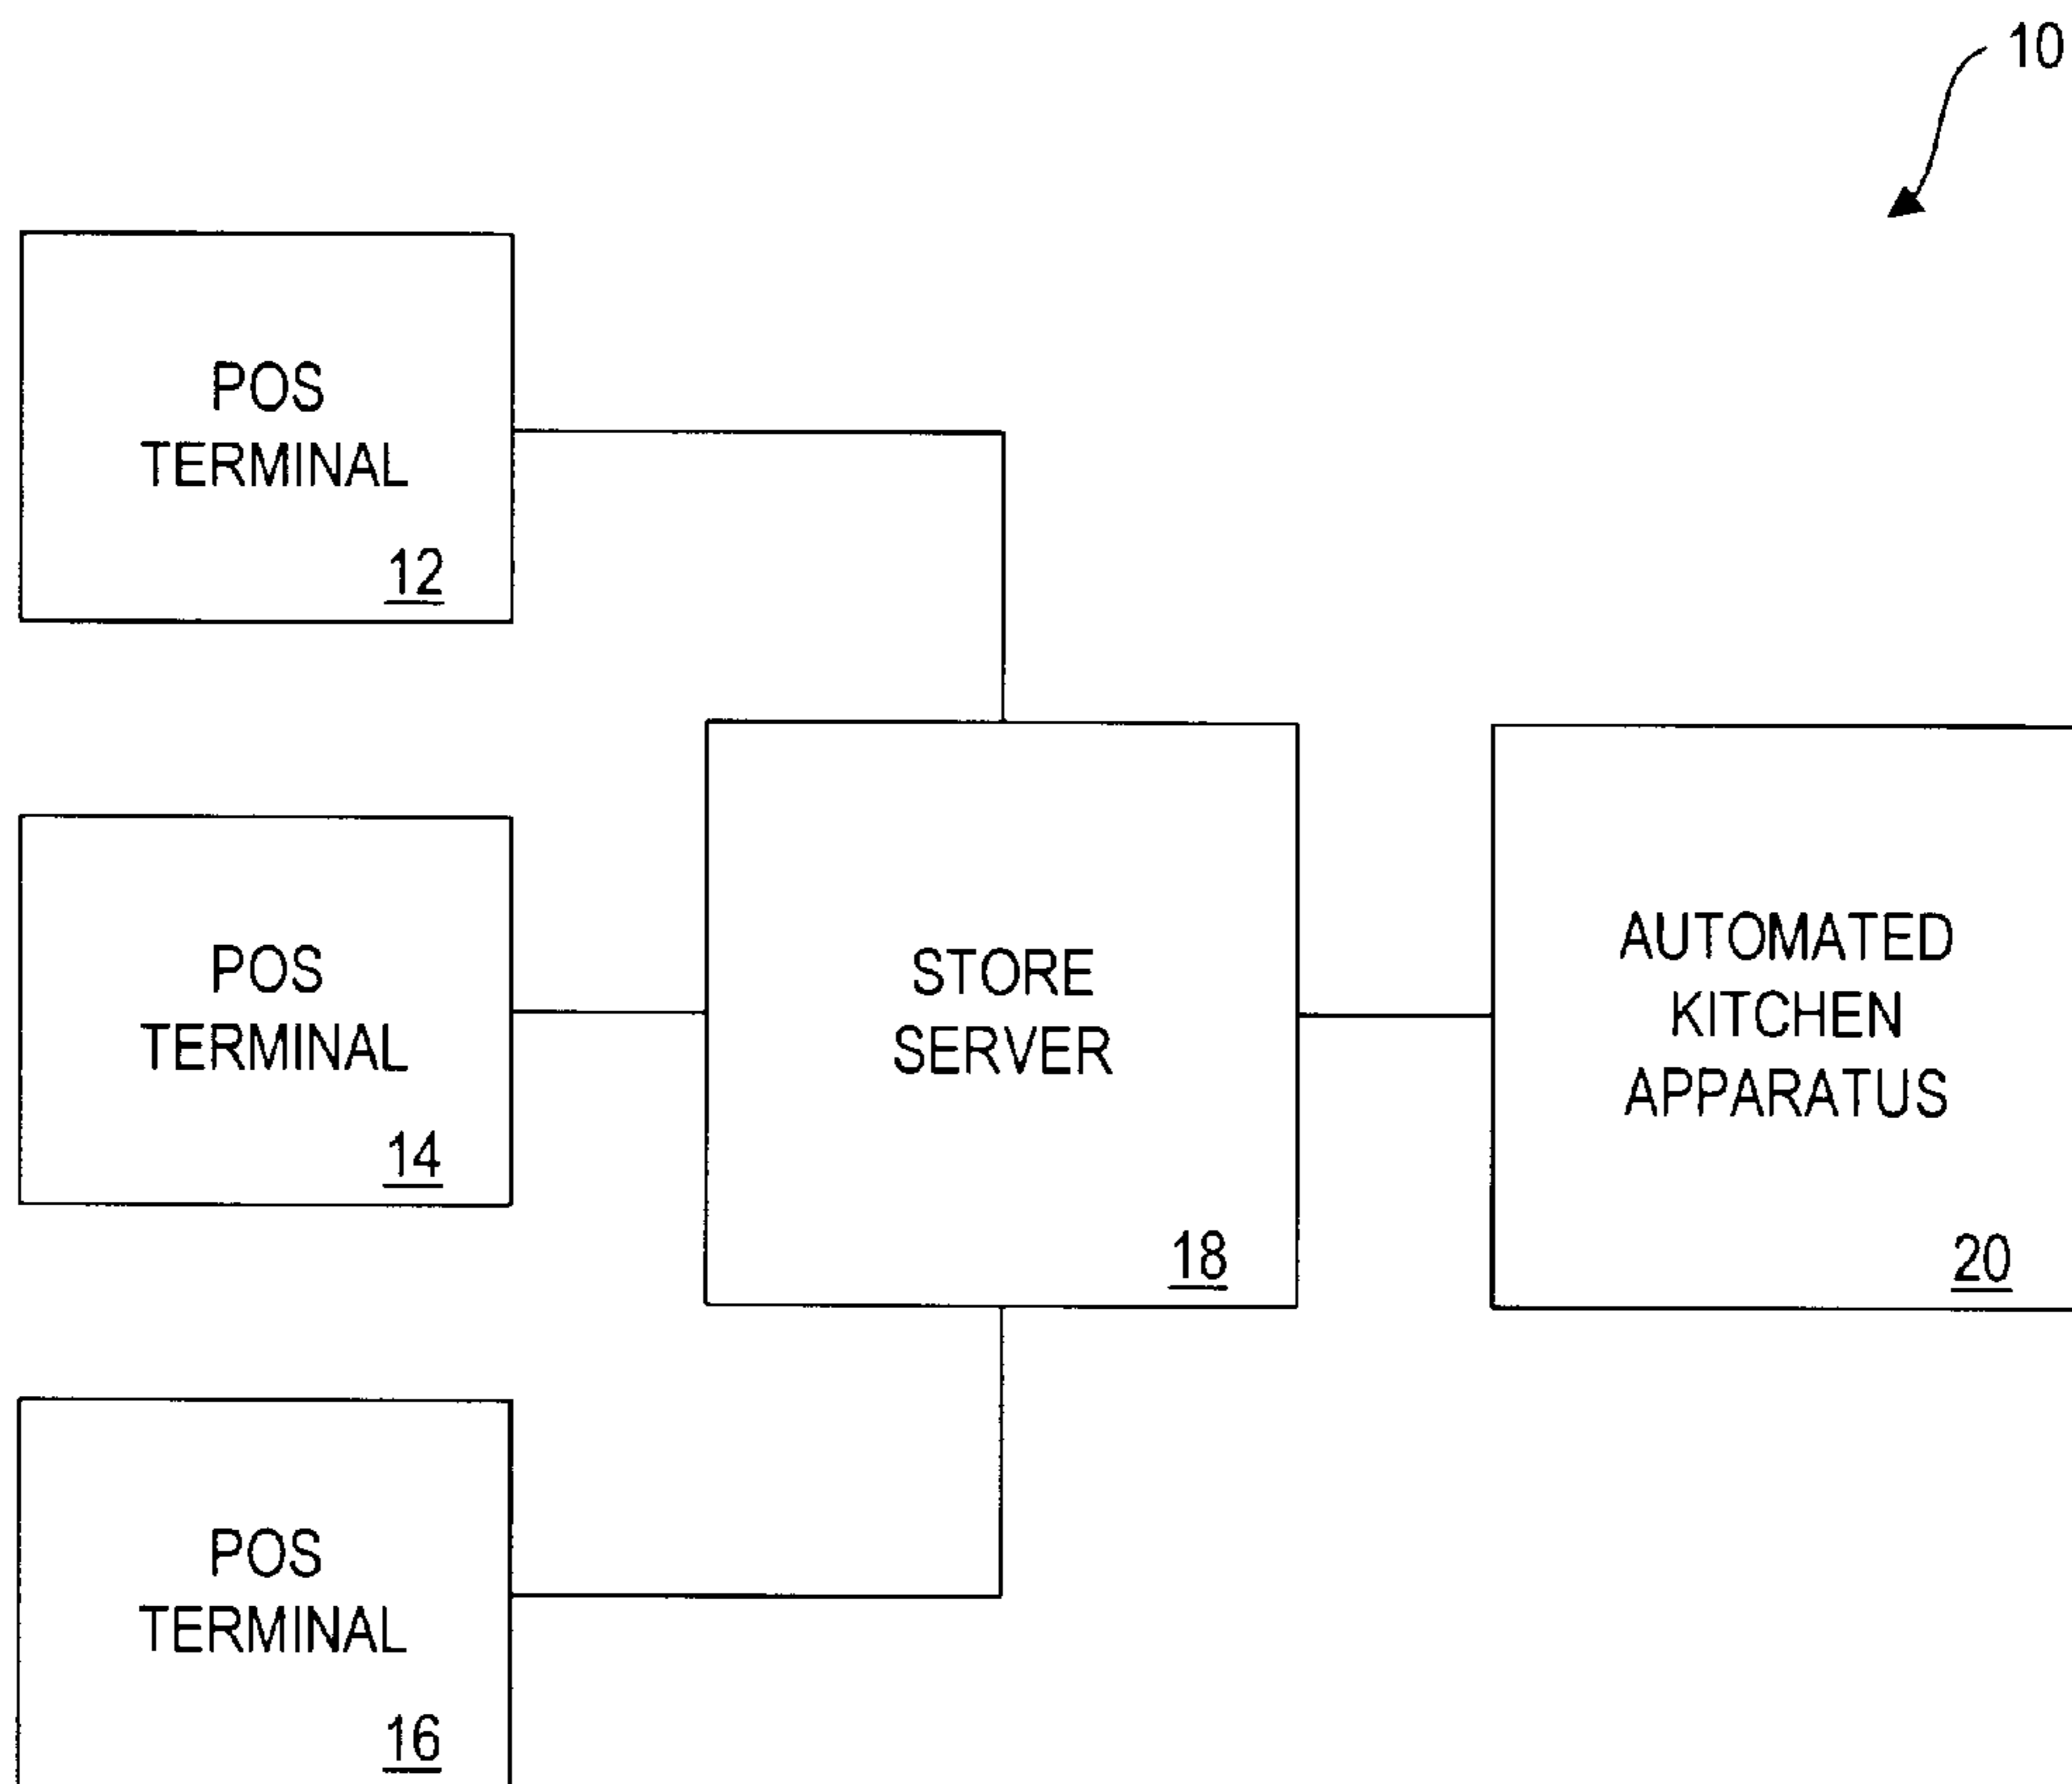 10
POS
TERMINAL
12
POS
TERMINAL
14
STORE
SERVER
18
AUTOMATED
KITCHEN
APPARATUS
20
POS
TERMINAL
16